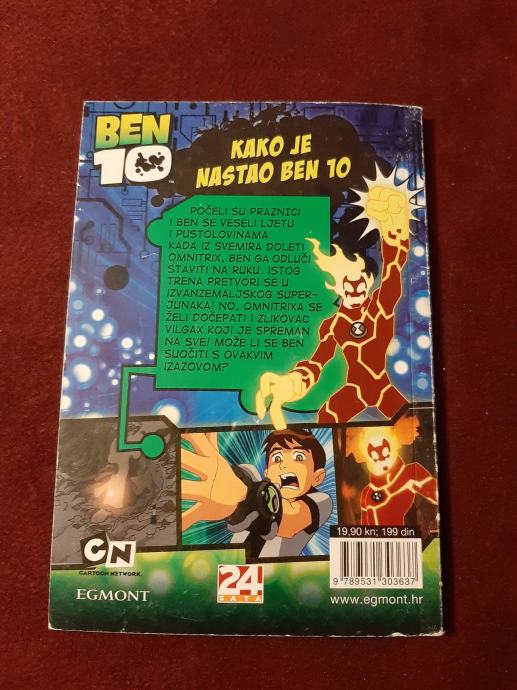 BEN
10
KAKO JE
NASTAO BEN 10
POČELI SU PRAZNICI
I BEN SE VESELI LJETU
I PUSTOLOVINAMA.
KADA IZ SVEMIRA DOLETI
OMNITRIX, BEN GA ODLUČI
STAVITI NA RUKU. ISTOG
TRENA PRETVORI SE U
IZVANZEMALJSKOG SUPER-
JUNAKA! NO, OMNITRIXA SE
ŽELI DOČEPATI I ZLIKOVAC
VILGAX KOJI JE SPREMAN
NA SVE! MOŽE LI SE BEN
SUOČITI S OVAKVIM
IZAZOVOM?
CN
CARTOON NETWORK
EGMONT
24
SATA
19,90 kn; 199 din
9 789531 303637
www.egmont.hr